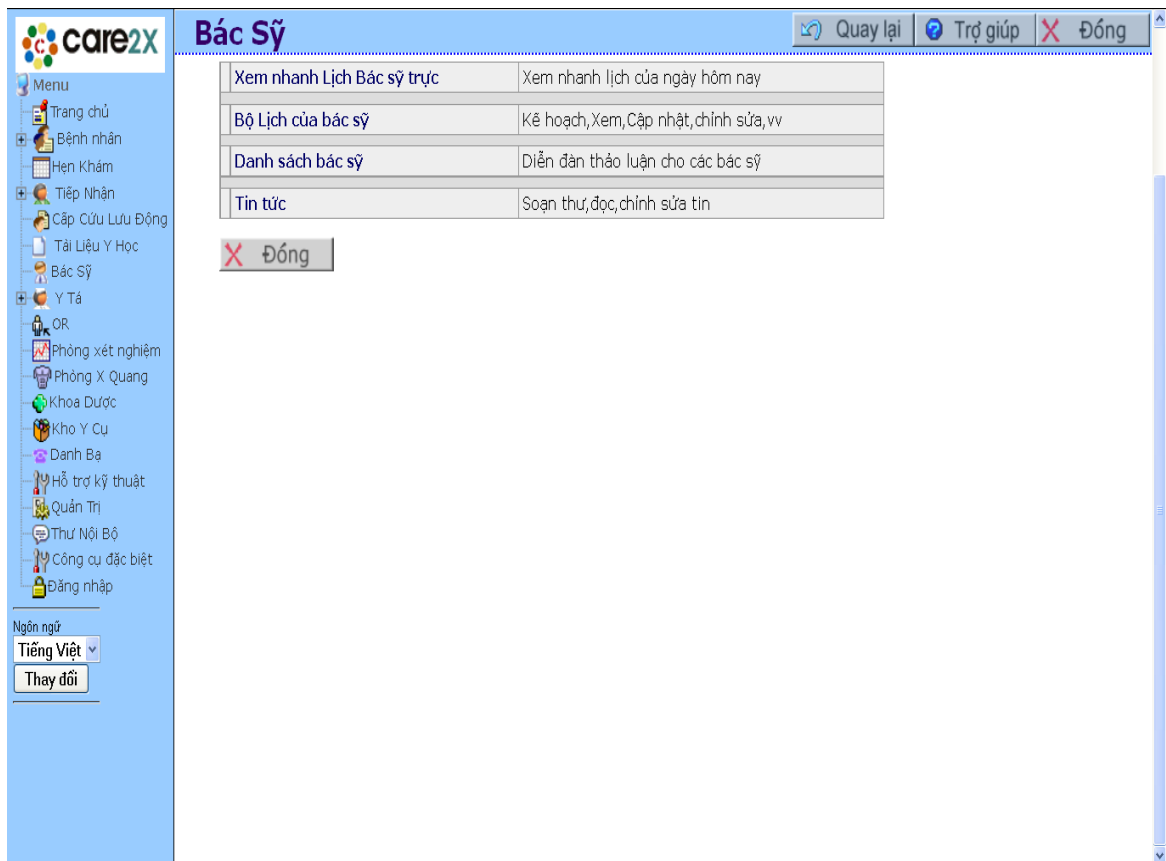 care2x
Bác Sỹ
Quay lại
Trợ giúp
Đóng
Menu
Trang chủ
Bệnh nhân
Hẹn Khám
Tiếp Nhận
Cấp Cứu Lưu Động
Tài Liệu Y Học
Bác Sỹ
Y Tá
OR
Phòng xét nghiệm
Phòng X Quang
Khoa Dược
Kho Y Cụ
Danh Bạ
Hỗ trợ kỹ thuật
Quản Trị
Thư Nội Bộ
Công cụ đặc biệt
Đăng nhập
Ngôn ngữ
Tiếng Việt
Thay đổi
Xem nhanh Lịch Bác sỹ trực Xem nhanh lịch của ngày hôm nay
Bộ Lịch của bác sỹ Kế hoạch,Xem,Cập nhật,chỉnh sửa,vv
Danh sách bác sỹ Diễn đàn thảo luận cho các bác sỹ
Tin tức Soạn thư,đọc,chỉnh sửa tin
Đóng